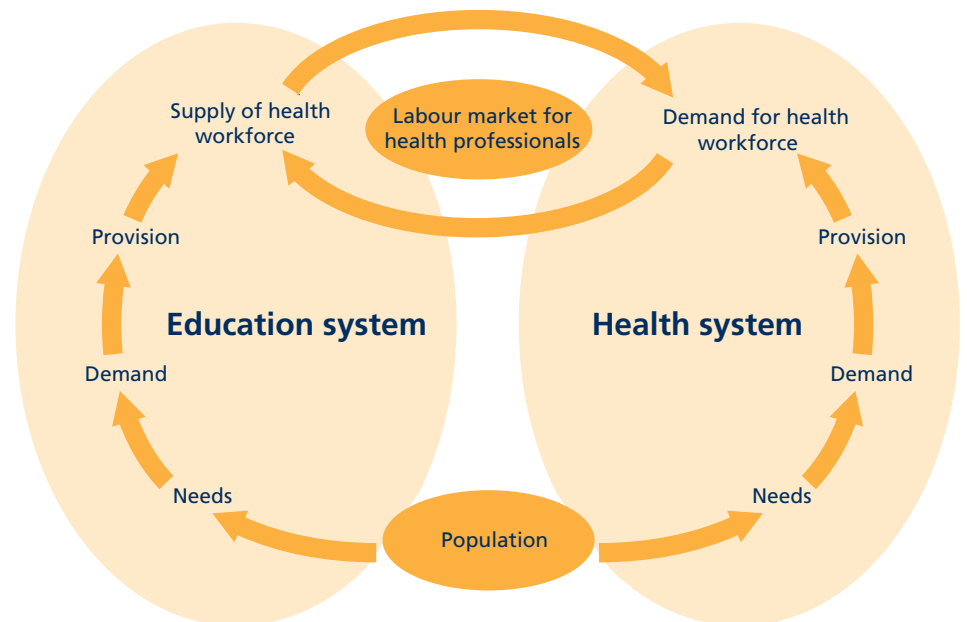 Supply of health
workforce
Labour market for
health professionals
Demand for health
workforce
Provision
Provision
Education system
Health system
Demand
Demand
Needs
Needs
Population